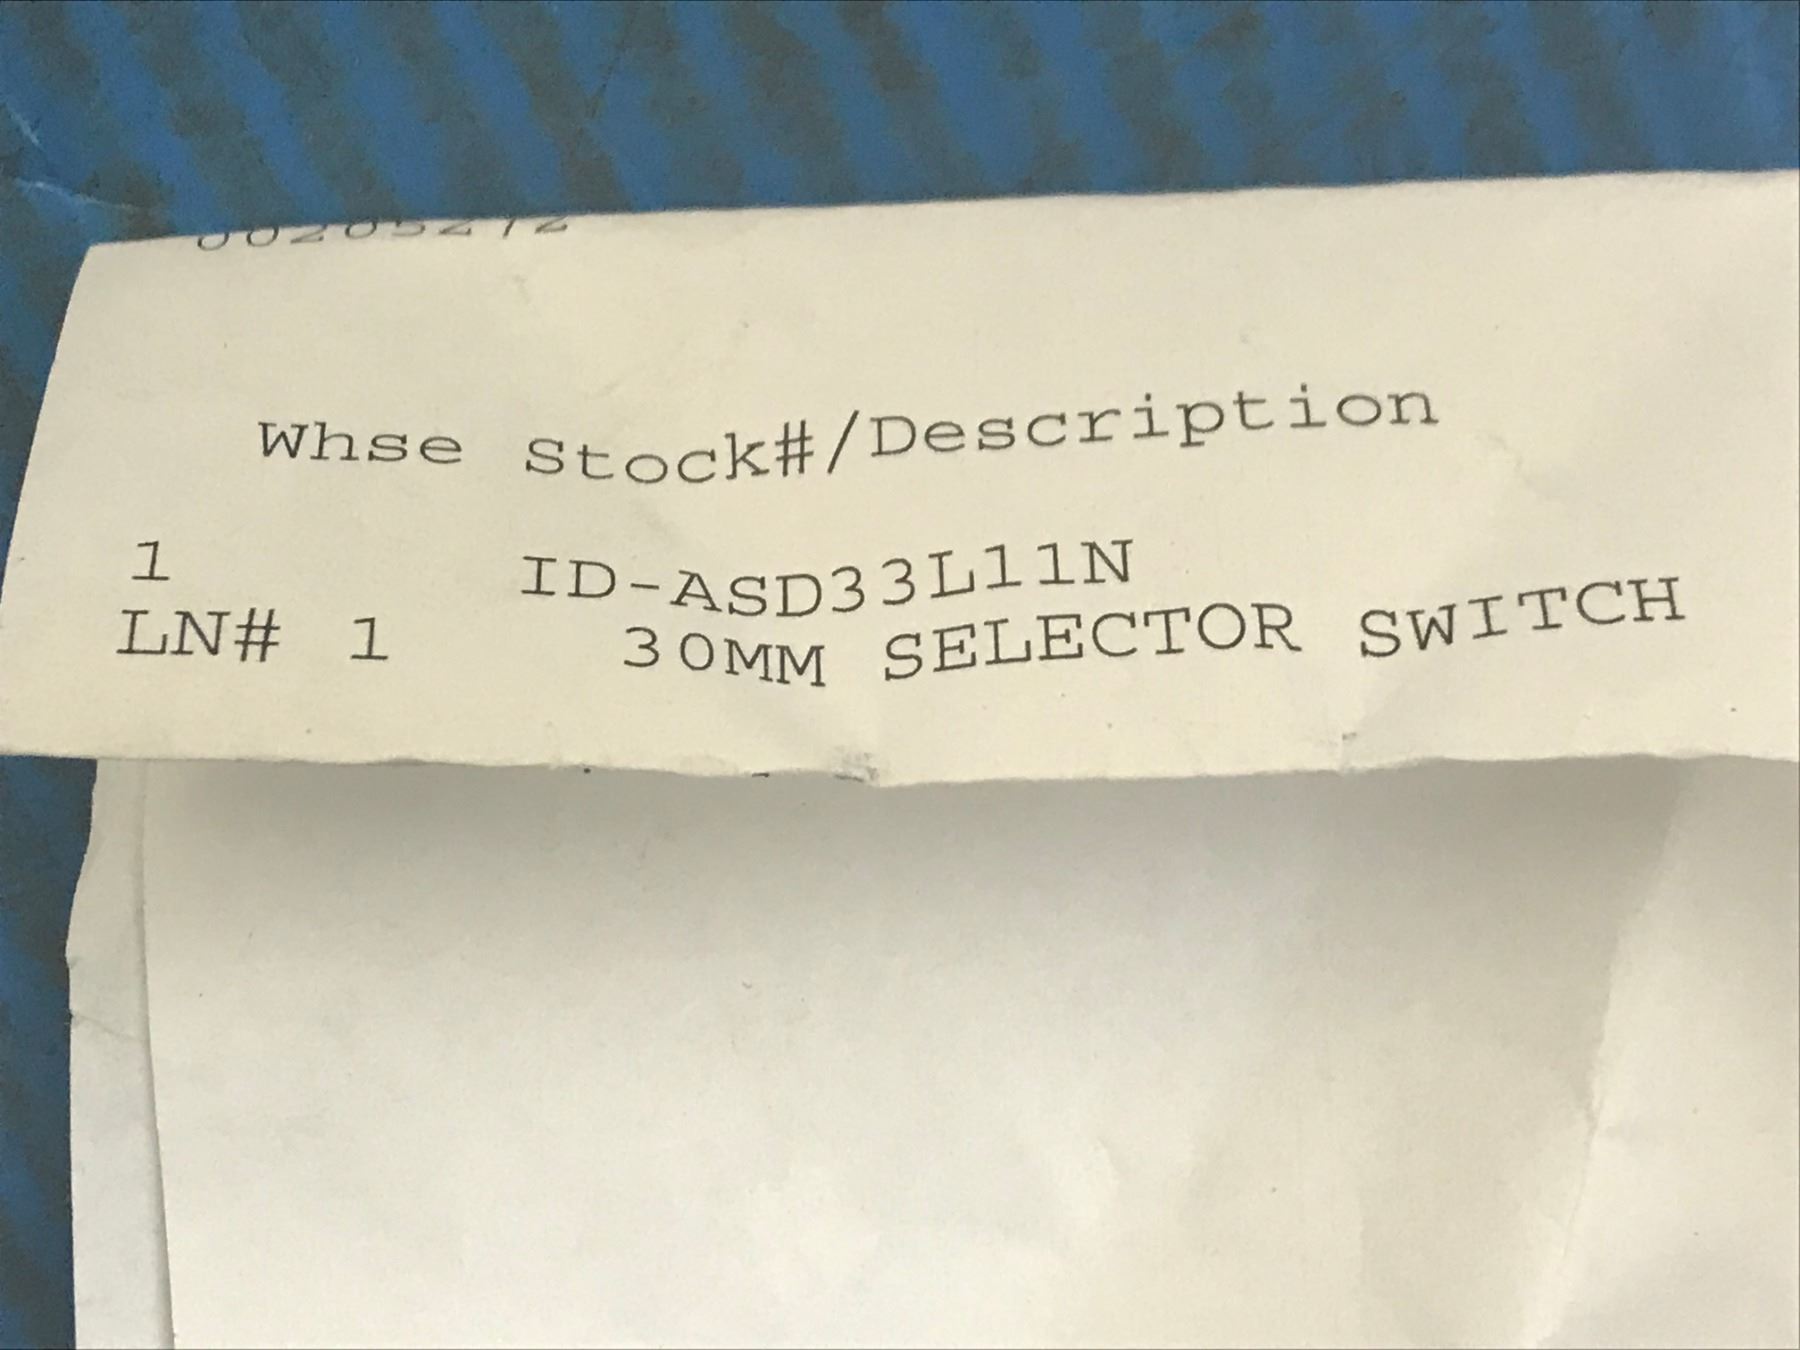 Whse Stock#/Description
1 ID-ASD33L11N
LN# 1 30MM SELECTOR SWITCH